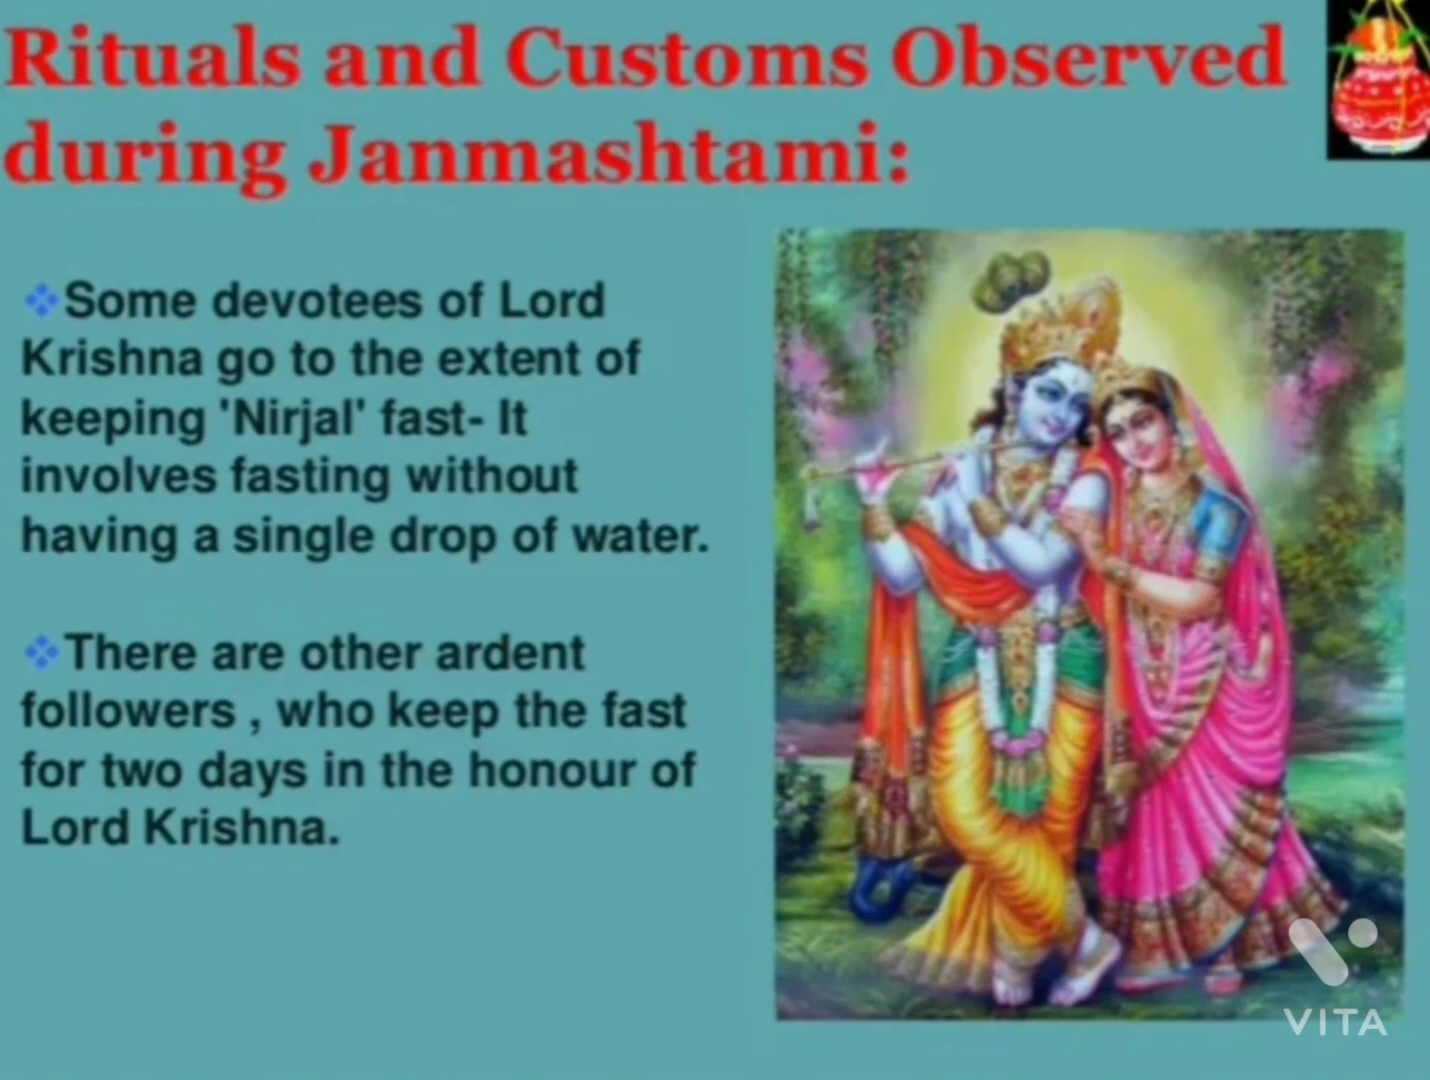 Rituals and Customs Observed
during Janmashtami:
Some devotees of Lord
Krishna go to the extent of
keeping 'Nirjal' fast- It
involves fasting without
having a single drop of water.
There are other ardent
followers , who keep the fast
for two days in the honour of
Lord Krishna.
VITA